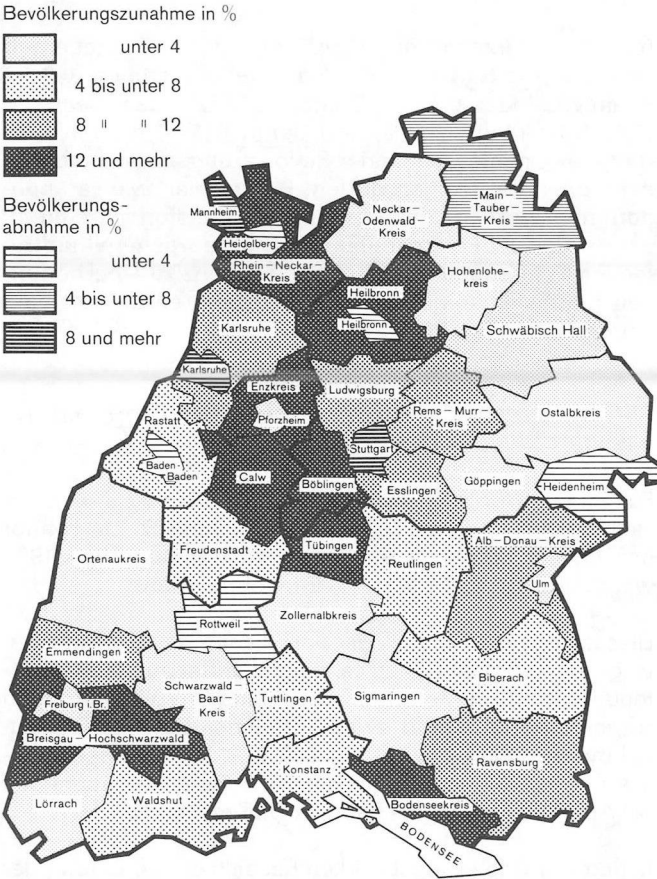 Bevölkerungszunahme in %
unter 4
4 bis unter 8
8 " " 12
12 und mehr
Bevölkerungs-
abnahme in %
unter 4
4 bis unter 8
8 und mehr
Mannheim
Heidelberg
Rhein-Neckar-
Kreis
Neckar-
Odenwald-
Kreis
Main-
Tauber-
Kreis
Hohenlohe-
kreis
Heilbronn
Heilbronn
Schwäbisch Hall
Karlsruhe
Karlsruhe
Enzkreis
Ludwigsburg
Pforzheim
Rems-Murr-
Kreis
Ostalbkreis
Rastatt
Baden-
Baden
Stuttgart
Calw
Böblingen
Esslingen
Göppingen
Heidenheim
Ortenaukreis
Freudenstadt
Tübingen
Reutlingen
Alb-Donau-Kreis
Ulm
Rottweil
Zollernalbkreis
Emmendingen
Schwarzwald-
Baar-
Kreis
Tuttlingen
Sigmaringen
Biberach
Freiburg i. Br.
Breisgau-Hochschwarzwald
Ravensburg
Konstanz
Lörrach
Waldshut
Bodenseekreis
BODENSEE